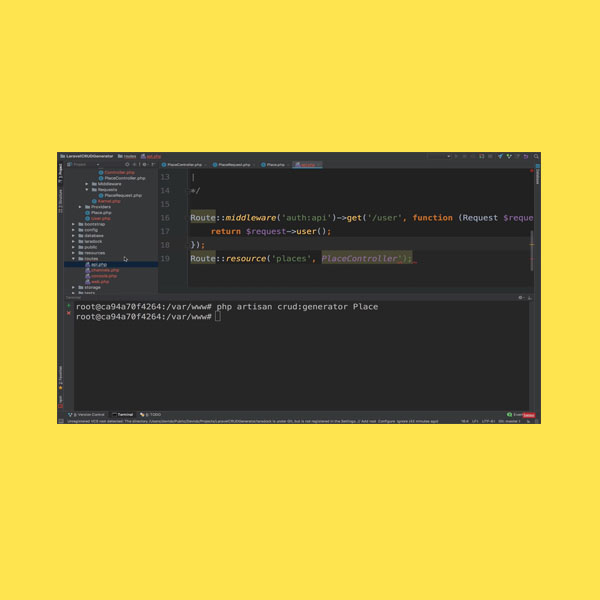 LaravelCRUDGenerator routes api.php
Project
PlaceController.php PlaceRequest.php Place.php api.php
Controller.php
PlaceController.php
Middleware
Requests
PlaceRequest.php
Kernel.php
Providers
Place.php
User.php
bootstrap
config
database
laradock
public
resources
routes
api.php
channels.php
console.php
web.php
storage
tests
13 |
14 */
15
16 Route::middleware('auth:api')->get('/user', function (Request $reque
17 return $request->user();
18 });
19 Route::resource('places', PlaceController');
Terminal
root@ca94a70f4264:/var/www# php artisan crud:generator Place
root@ca94a70f4264:/var/www#
Version Control Terminal TODO